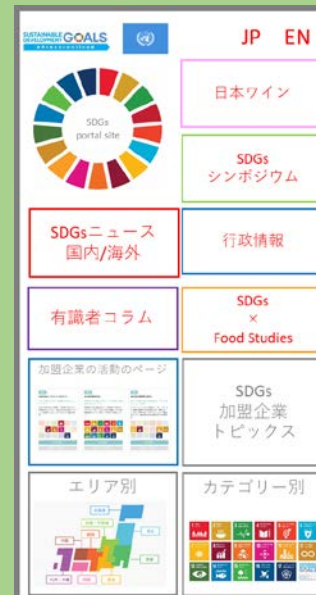 SUSTAINABLE
DEVELOPMENT GOALS
JP EN
SDGs
portal site
日本ワイン
SDGs
シンポジウム
SDGsニュース
国内/海外
行政情報
有識者コラム
SDGs
×
Food Studies
加盟企業の活動のページ
SDGs
加盟企業
トピックス
エリア別
カテゴリー別